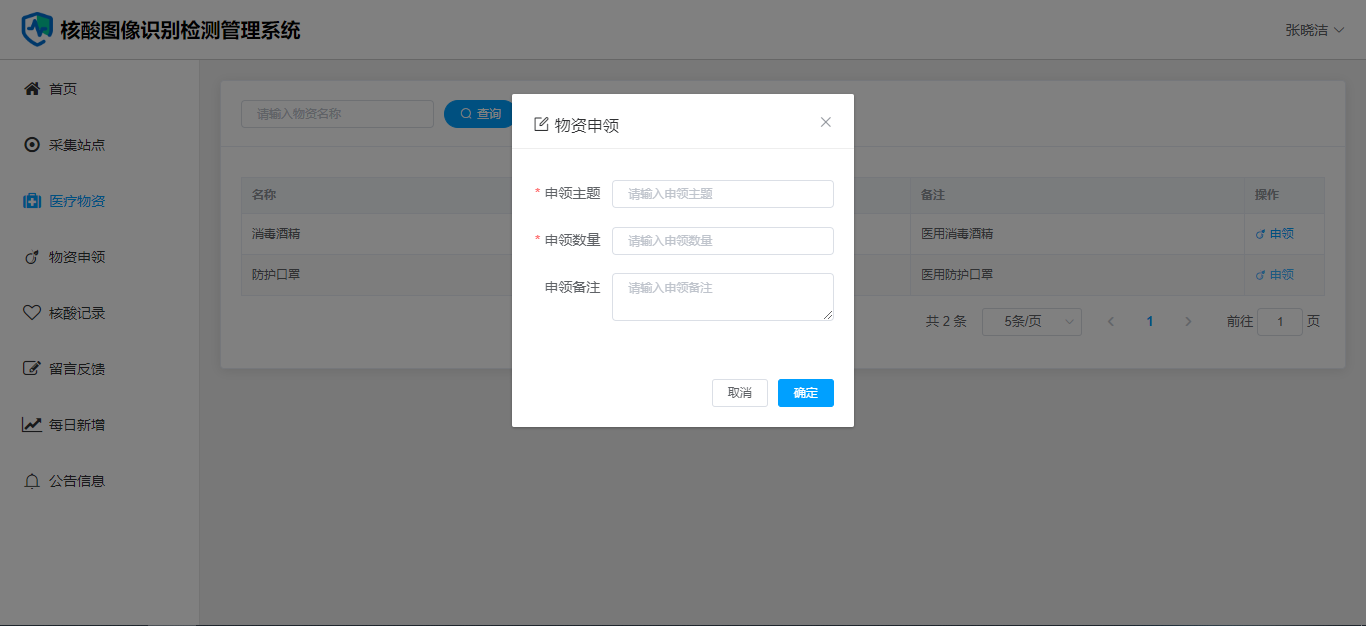 核酸图像识别检测管理系统
张晓洁
首页
采集站点
医疗物资
物资申领
核酸记录
留言反馈
每日新增
公告信息
请输入物资名称
查询
名称
备注
操作
消毒酒精
医用消毒酒精
申领
防护口罩
医用防护口罩
申领
共 2 条
5条/页
1
前往
1
页
物资申领
* 申领主题
请输入申领主题
* 申领数量
请输入申领数量
申领备注
请输入申领备注
取消
确定